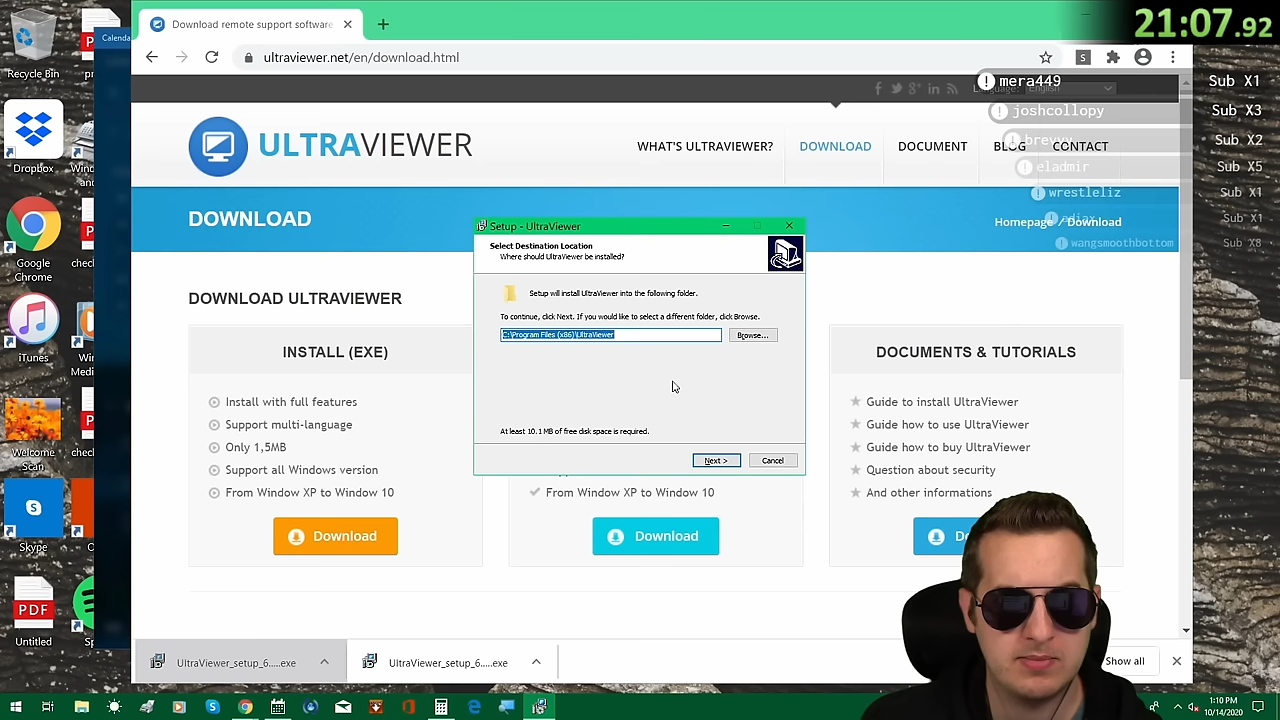 Recycle Bin
Dropbox
Google Chrome
iTunes
Welcome Scan
Skype
PDF
Untitled
Calenda
Download remote support software
21:07.92
ultraviewer.net/en/download.html
S
mera449 Sub X1
joshcollopy Sub X3
Sub X2
eladmir Sub X5
wrestleliz Sub X1
Sub X1
wangsmoothbottom Sub X8
Language: English
ULTRAVIEWER
WHAT'S ULTRAVIEWER?
DOWNLOAD
DOCUMENT
BLOG
CONTACT
DOWNLOAD
Homepage / Download
DOWNLOAD ULTRAVIEWER
INSTALL (EXE)
Install with full features
Support multi-language
Only 1,5MB
Support all Windows version
From Window XP to Window 10
Download
Setup - UltraViewer
Select Destination Location
Where should UltraViewer be installed?
Setup will install UltraViewer into the following folder.
To continue, click Next. If you would like to select a different folder, click Browse.
C:\Program Files (x86)\UltraViewer
Browse...
At least 10.1 MB of free disk space is required.
Next >
Cancel
From Window XP to Window 10
Download
DOCUMENTS & TUTORIALS
Guide to install UltraViewer
Guide how to use UltraViewer
Guide how to buy UltraViewer
Question about security
And other informations
Do
UltraViewer_setup_6.....exe
UltraViewer_setup_6.....exe
Show all
1:10 PM
10/14/2020